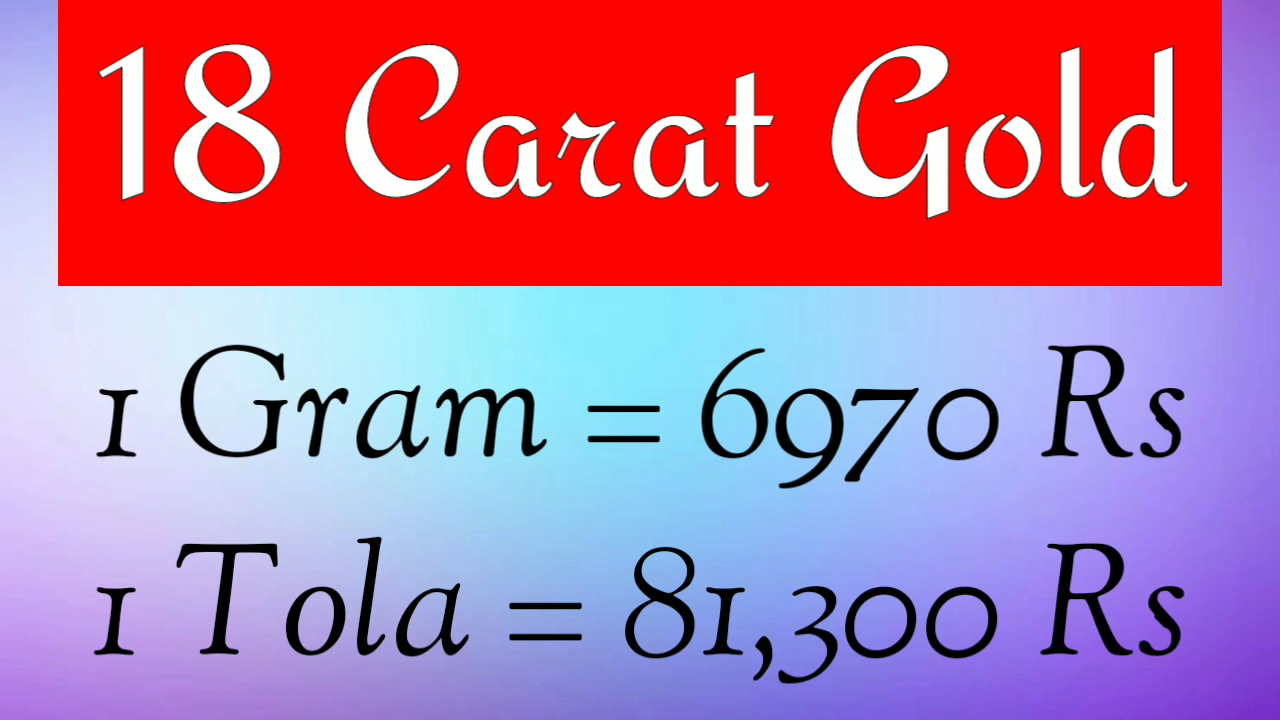 18 Carat Gold
1 Gram = 6970 Rs
1 Tola = 81,300 Rs